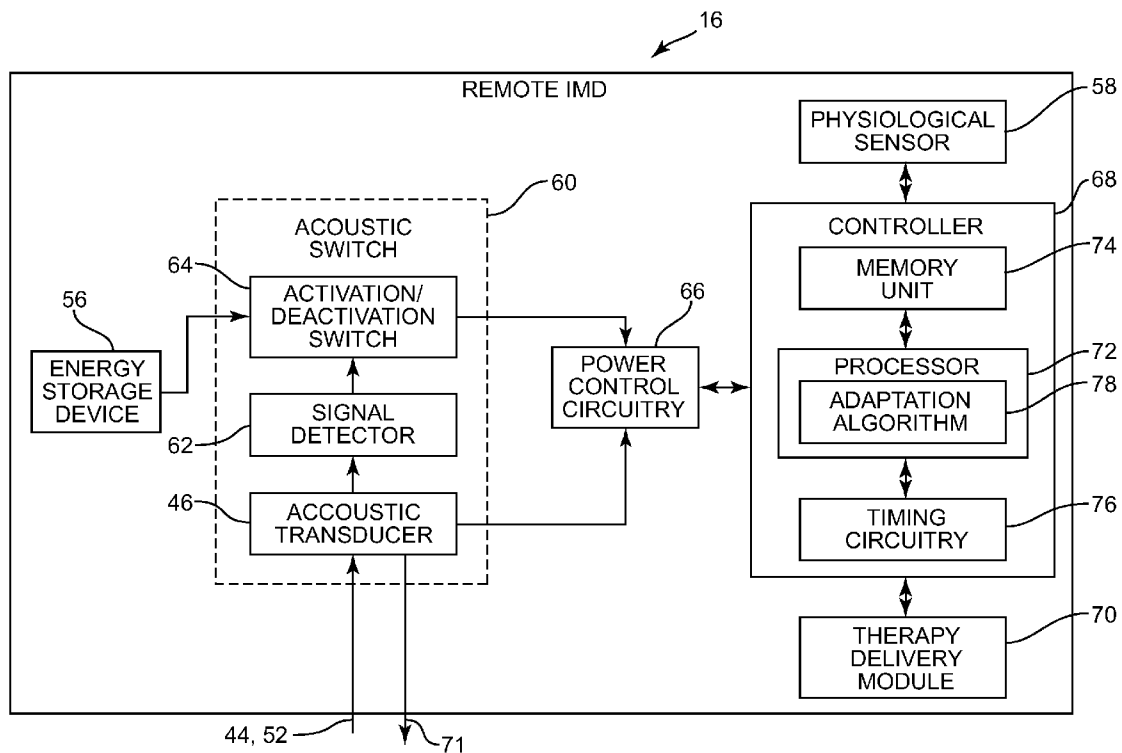 16
REMOTE IMD
58
PHYSIOLOGICAL
SENSOR
60
68
ACOUSTIC
SWITCH
CONTROLLER
64
74
MEMORY
UNIT
ACTIVATION/
DEACTIVATION
SWITCH
56
66
ENERGY
STORAGE
DEVICE
POWER
CONTROL
CIRCUITRY
72
PROCESSOR
78
ADAPTATION
ALGORITHM
SIGNAL
DETECTOR
62
46
ACCOUSTIC
TRANSDUCER
76
TIMING
CIRCUITRY
70
THERAPY
DELIVERY
MODULE
44, 52
71